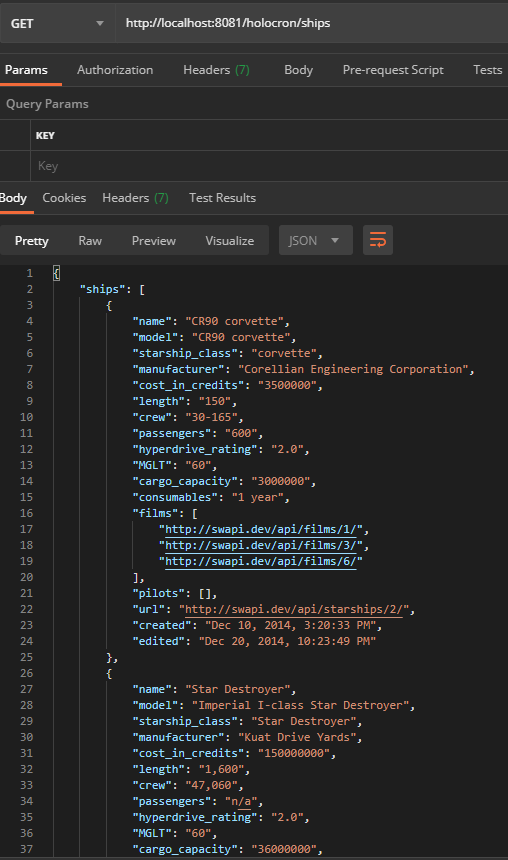 GET http://localhost:8081/holocron/ships
Params Authorization Headers (7) Body Pre-request Script Tests
Query Params
KEY
Key
Body Cookies Headers (7) Test Results
Pretty Raw Preview Visualize JSON
1 {
2 "ships": [
3 {
4 "name": "CR90 corvette",
5 "model": "CR90 corvette",
6 "starship_class": "corvette",
7 "manufacturer": "Corellian Engineering Corporation",
8 "cost_in_credits": "3500000",
9 "length": "150",
10 "crew": "30-165",
11 "passengers": "600",
12 "hyperdrive_rating": "2.0",
13 "MGLT": "60",
14 "cargo_capacity": "3000000",
15 "consumables": "1 year",
16 "films": [
17 "http://swapi.dev/api/films/1/",
18 "http://swapi.dev/api/films/3/",
19 "http://swapi.dev/api/films/6/"
20 ],
21 "pilots": [],
22 "url": "http://swapi.dev/api/starships/2/",
23 "created": "Dec 10, 2014, 3:20:33 PM",
24 "edited": "Dec 20, 2014, 10:23:49 PM"
25 },
26 {
27 "name": "Star Destroyer",
28 "model": "Imperial I-class Star Destroyer",
29 "starship_class": "Star Destroyer",
30 "manufacturer": "Kuat Drive Yards",
31 "cost_in_credits": "150000000",
32 "length": "1,600",
33 "crew": "47,060",
34 "passengers": "n/a",
35 "hyperdrive_rating": "2.0",
36 "MGLT": "60",
37 "cargo_capacity": "36000000",